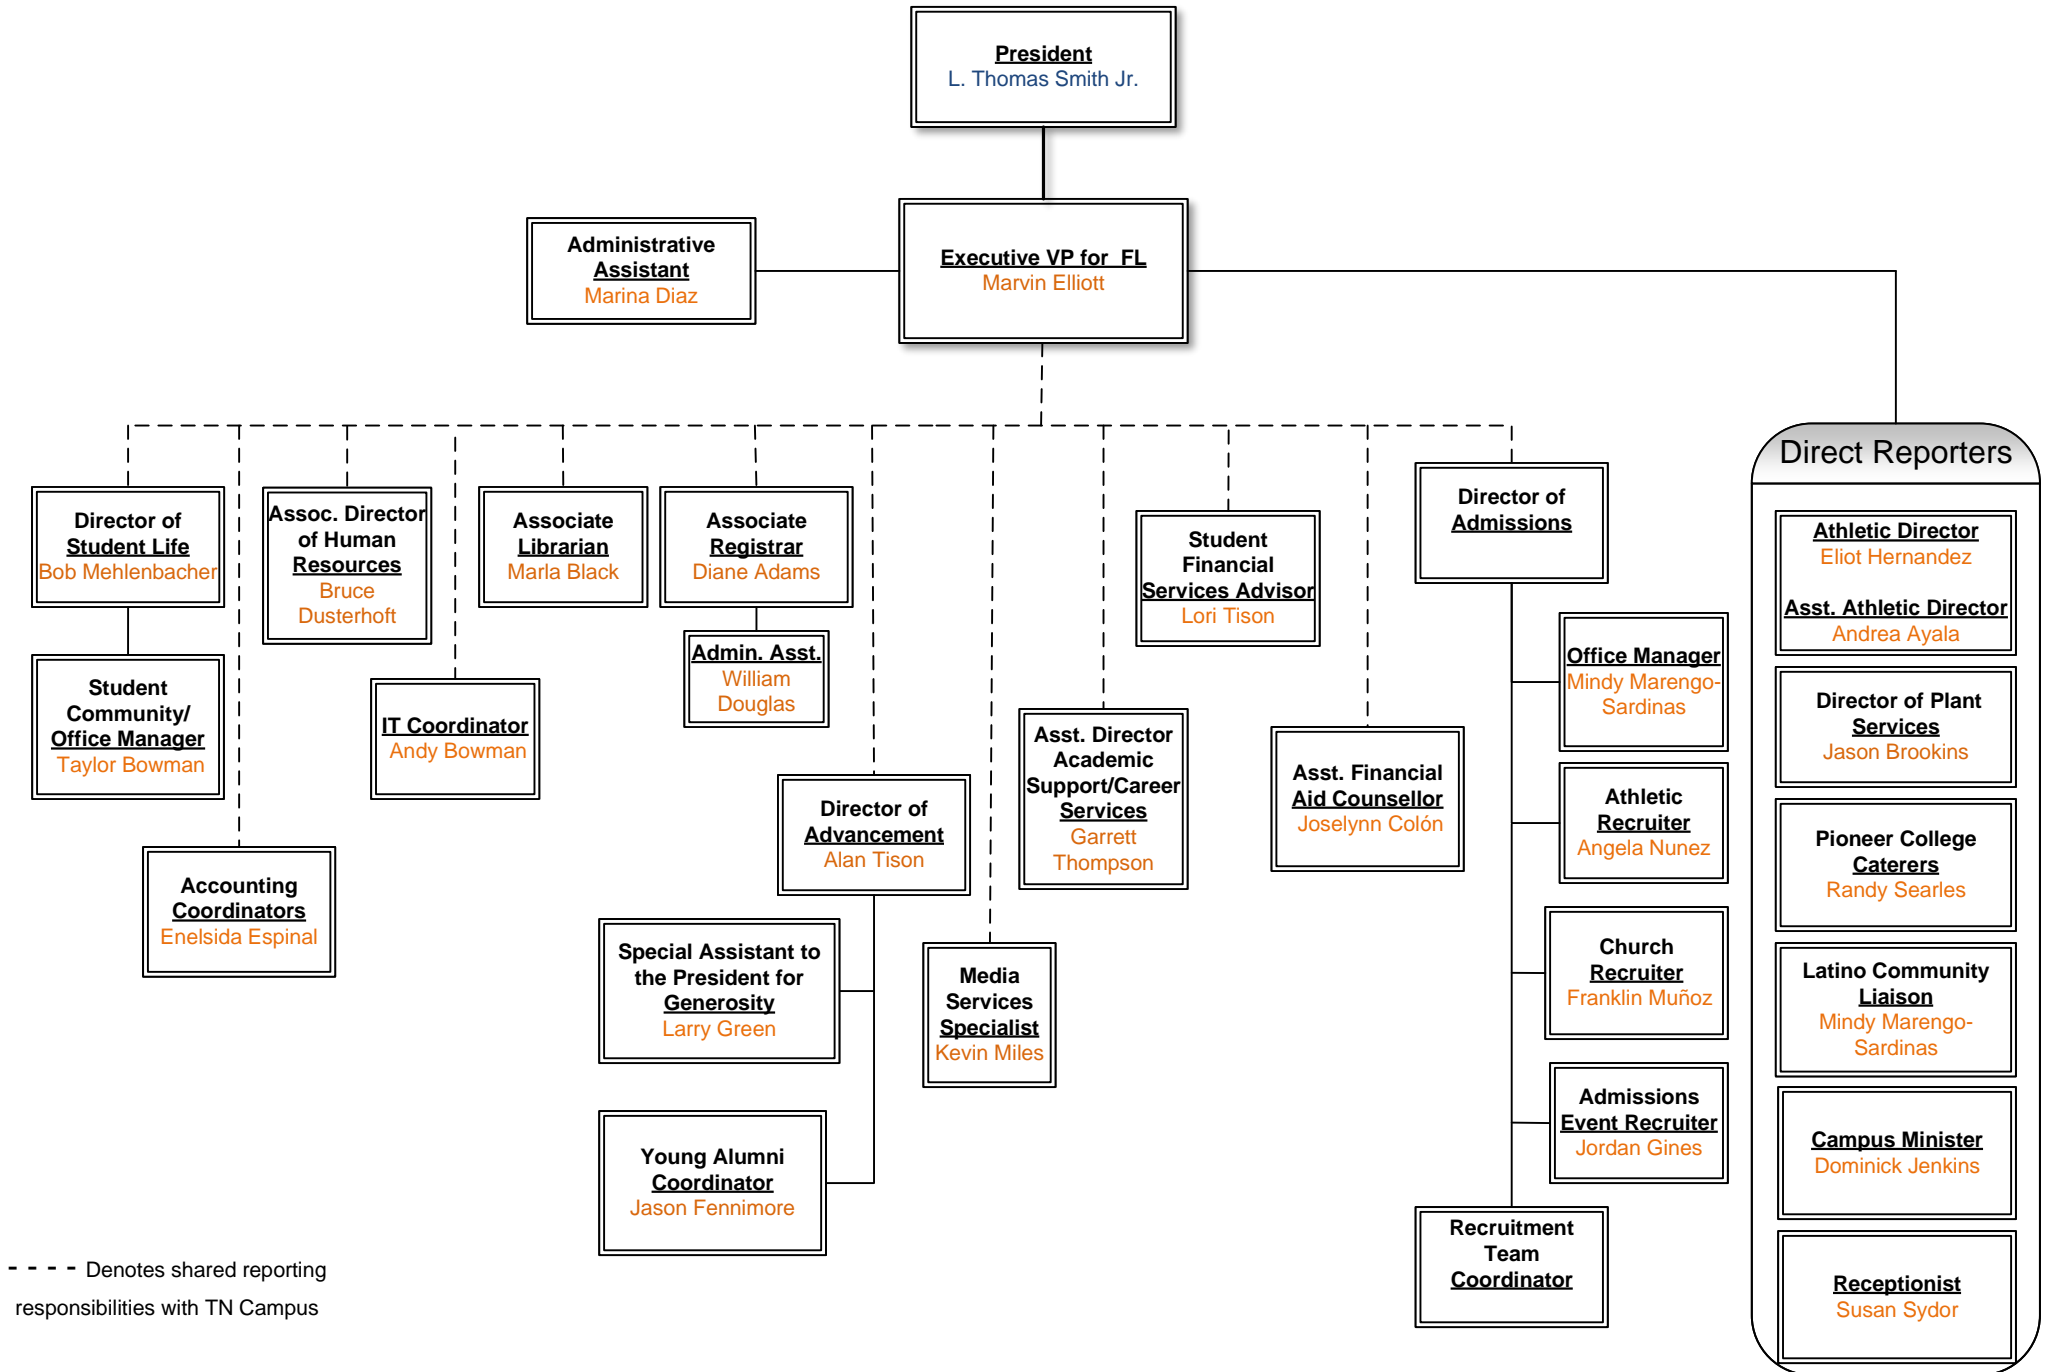 President
L. Thomas Smith Jr.
Administrative
Assistant
Marina Diaz
Executive VP for  FL
Marvin Elliott
Direct Reporters
Director of
Student Life
Bob Mehlenbacher
Assoc. Director
of Human
Resources
Bruce
Dusterhoft
Associate
Librarian
Marla Black
Associate
Registrar
Diane Adams
Student
Financial
Services Advisor
Lori Tison
Director of
Admissions
Athletic Director
Eliot Hernandez
Asst. Athletic Director
Andrea Ayala
Student
Community/
Office Manager
Taylor Bowman
IT Coordinator
Andy Bowman
Admin. Asst.
William
Douglas
Office Manager
Mindy Marengo-
Sardinas
Director of Plant
Services
Jason Brookins
Asst. Director
Academic
Support/Career
Services
Garrett
Thompson
Asst. Financial
Aid Counsellor
Joselynn Colón
Director of
Advancement
Alan Tison
Athletic
Recruiter
Angela Nunez
Pioneer College
Caterers
Randy Searles
Accounting
Coordinators
Enelsida Espinal
Special Assistant to
the President for
Generosity
Larry Green
Media
Services
Specialist
Kevin Miles
Church
Recruiter
Franklin Muñoz
Latino Community
Liaison
Mindy Marengo-
Sardinas
Admissions
Event Recruiter
Jordan Gines
Campus Minister
Dominick Jenkins
Young Alumni
Coordinator
Jason Fennimore
Recruitment
Team
Coordinator
Receptionist
Susan Sydor
- - - - Denotes shared reporting
responsibilities with TN Campus